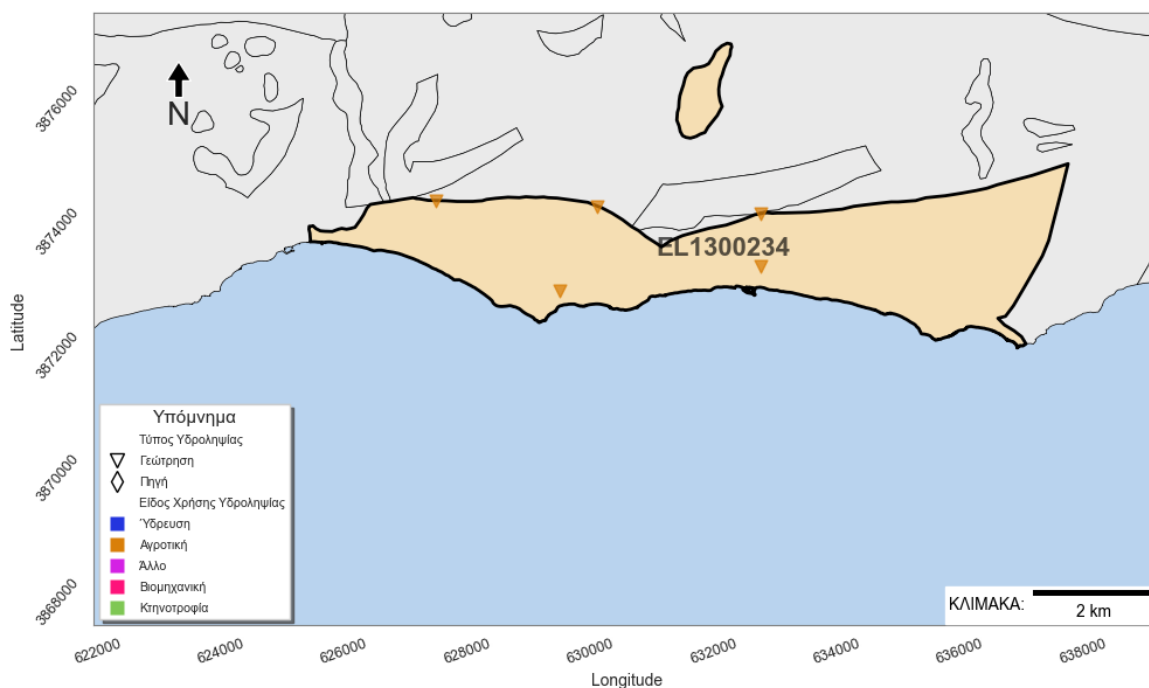 N
EL1300234
3876000
3874000
3872000
3870000
3868000
Latitude
Υπόμνημα
Τύπος Υδροληψίας
Γεώτρηση
Πηγή
Είδος Χρήσης Υδροληψίας
Ύδρευση
Αγροτική
Άλλο
Βιομηχανική
Κτηνοτροφία
ΚΛΙΜΑΚΑ:
2 km
622000
624000
626000
628000
630000
632000
634000
636000
638000
Longitude